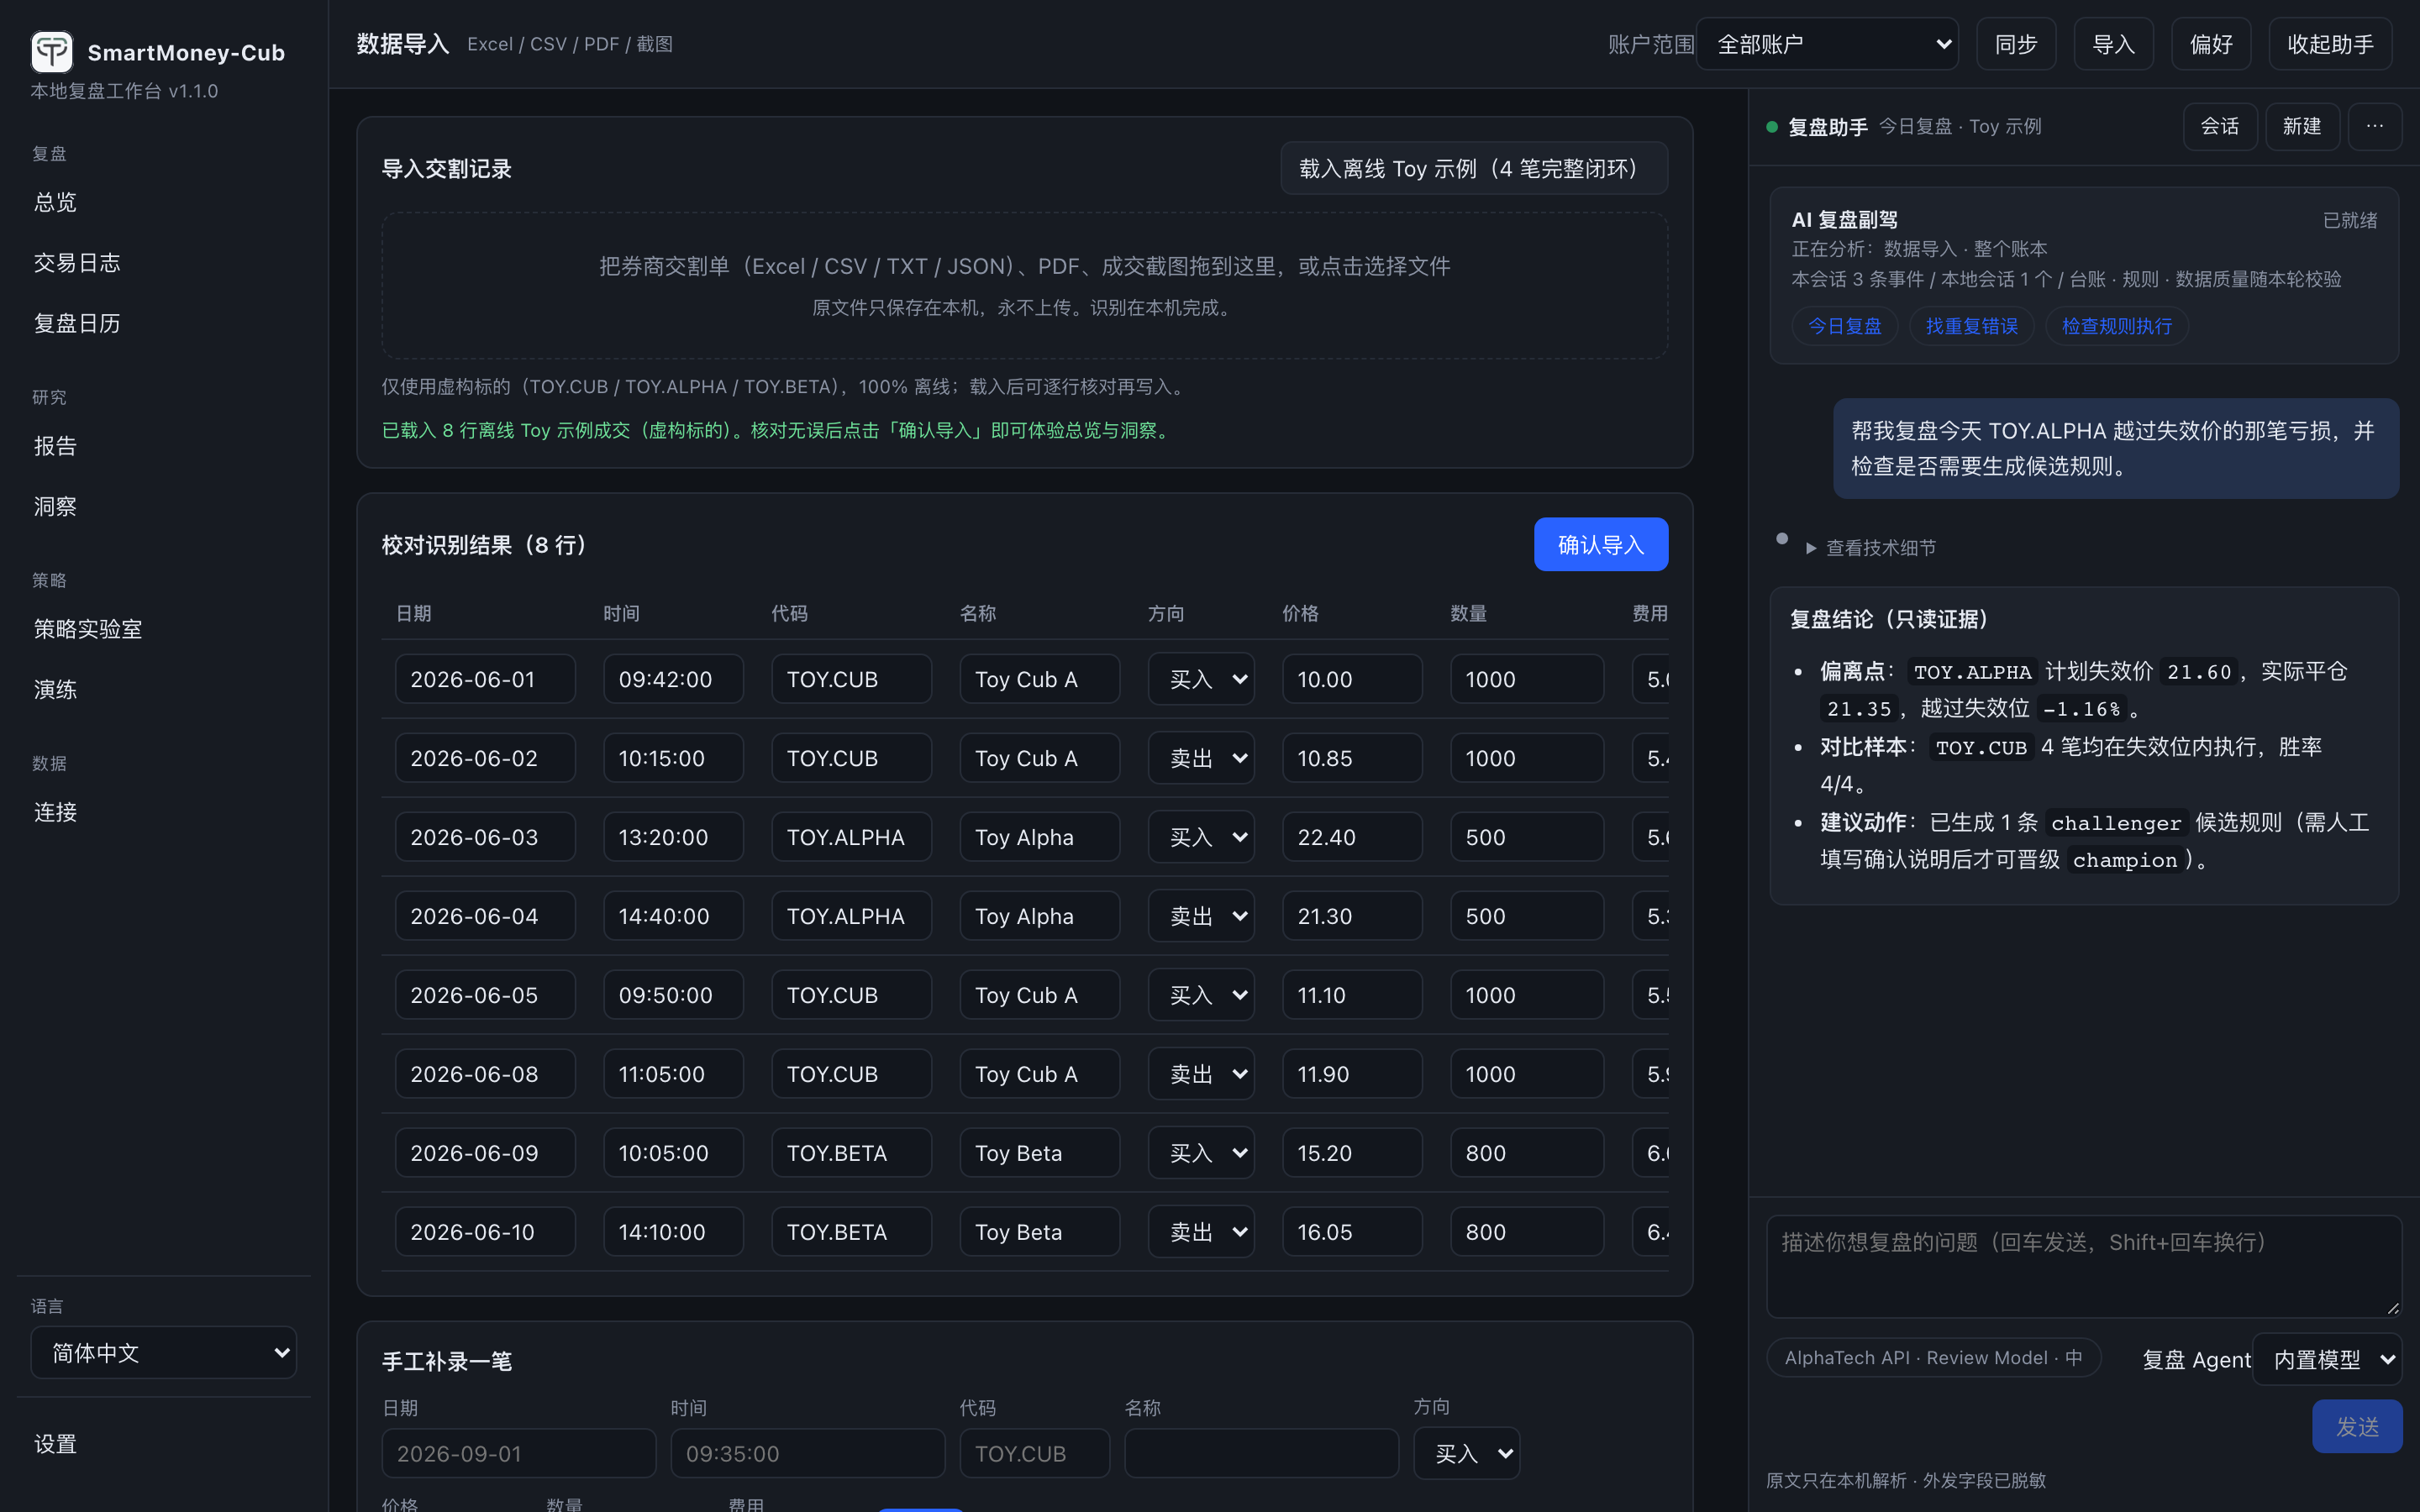 SmartMoney-Cub
本地复盘工作台 v1.1.0
复盘
总览
交易日志
复盘日历
研究
报告
洞察
策略
策略实验室
演练
数据
连接
语言
简体中文
设置
数据导入 Excel / CSV / PDF / 截图
账户范围 全部账户 同步 导入 偏好 收起助手
导入交割记录
载入离线 Toy 示例（4 笔完整闭环）
把券商交割单（Excel / CSV / TXT / JSON）、PDF、成交截图拖到这里，或点击选择文件
原文件只保存在本机，永不上传。识别在本机完成。
仅使用虚构标的（TOY.CUB / TOY.ALPHA / TOY.BETA），100% 离线；载入后可逐行核对再写入。
已载入 8 行离线 Toy 示例成交（虚构标的）。核对无误后点击「确认导入」即可体验总览与洞察。
校对识别结果（8 行）
确认导入
日期 时间 代码 名称 方向 价格 数量 费用
2026-06-01 09:42:00 TOY.CUB Toy Cub A 买入 10.00 1000
2026-06-02 10:15:00 TOY.CUB Toy Cub A 卖出 10.85 1000
2026-06-03 13:20:00 TOY.ALPHA Toy Alpha 买入 22.40 500
2026-06-04 14:40:00 TOY.ALPHA Toy Alpha 卖出 21.30 500
2026-06-05 09:50:00 TOY.CUB Toy Cub A 买入 11.10 1000
2026-06-08 11:05:00 TOY.CUB Toy Cub A 卖出 11.90 1000
2026-06-09 10:05:00 TOY.BETA Toy Beta 买入 15.20 800
2026-06-10 14:10:00 TOY.BETA Toy Beta 卖出 16.05 800
手工补录一笔
日期 时间 代码 名称 方向
2026-09-01 09:35:00 TOY.CUB 买入
价格 数量 费用
复盘助手 今日复盘 · Toy 示例
会话 新建 ···
AI 复盘副驾 已就绪
正在分析：数据导入 · 整个账本
本会话 3 条事件 / 本地会话 1 个 / 台账 · 规则 · 数据质量随本轮校验
今日复盘 找重复错误 检查规则执行
帮我复盘今天 TOY.ALPHA 越过失效价的那笔亏损，并
检查是否需要生成候选规则。
查看技术细节
复盘结论（只读证据）
偏离点：TOY.ALPHA 计划失效价 21.60，实际平仓
21.35，越过失效位 -1.16%。
对比样本：TOY.CUB 4 笔均在失效位内执行，胜率
4/4。
建议动作：已生成 1 条 challenger 候选规则（需人工
填写确认说明后才可晋级 champion）。
描述你想复盘的问题（回车发送，Shift+回车换行）
AlphaTech API · Review Model · 中
复盘 Agent 内置模型
发送
原文只在本机解析 · 外发字段已脱敏